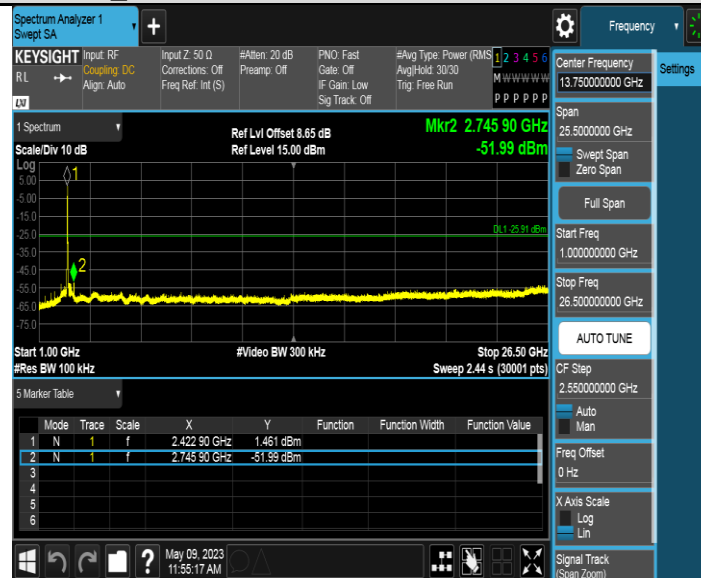 Spectrum Analyzer 1
Swept SA
Frequency
KEYSIGHT
RL
LXI
Input: RF
Coupling: DC
Align: Auto
Input Z: 50 Ω
Corrections: Off
Freq Ref: Int (S)
#Atten: 20 dB
Preamp: Off
PNO: Fast
Gate: Off
IF Gain: Low
Sig Track: Off
#Avg Type: Power (RMS
Avg|Hold: 30/30
Trig: Free Run
1 2 3 4 5 6
M W W W W W
P P P P P P
Center Frequency
13.750000000 GHz
Settings
Span
25.5000000 GHz
Swept Span
Zero Span
Full Span
Start Freq
1.000000000 GHz
Stop Freq
26.500000000 GHz
AUTO TUNE
CF Step
2.550000000 GHz
Auto
Man
Freq Offset
0 Hz
X Axis Scale
Log
Lin
Signal Track
(Span Zoom)
1 Spectrum
Scale/Div 10 dB
Ref Lvl Offset 8.65 dB
Ref Level 15.00 dBm
Mkr2 2.745 90 GHz
-51.99 dBm
Log
5.00
-5.00
-15.0
-25.0
-35.0
-45.0
-55.0
-65.0
-75.0
1
2
DL1 -25.91 dBm
Start 1.00 GHz
#Res BW 100 kHz
#Video BW 300 kHz
Stop 26.50 GHz
Sweep 2.44 s (30001 pts)
5 Marker Table
Mode Trace Scale X Y Function Function Width Function Value
1 N 1 f 2.422 90 GHz 1.461 dBm
2 N 1 f 2.745 90 GHz -51.99 dBm
3
4
5
6
?
May 09, 2023
11:55:17 AM